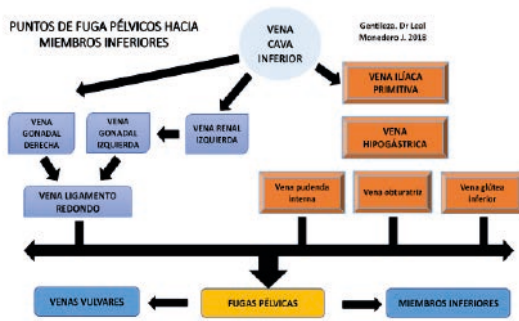 PUNTOS DE FUGA PÉLVICOS HACIA
MIEMBROS INFERIORES
VENA
CAVA
INFERIOR
Gentileza. Dr Leal
Monedero J. 2018
VENA ILÍACA
PRIMITIVA
VENA
GONADAL
DERECHA
VENA
GONADAL
IZQUIERDA
VENA RENAL
IZQUIERDA
VENA
HIPOGÁSTRICA
VENA LIGAMENTO
REDONDO
Vena pudenda
interna
Vena obturatriz
Vena glútea
inferior
VENAS VULVARES
FUGAS PÉLVICAS
MIEMBROS INFERIORES